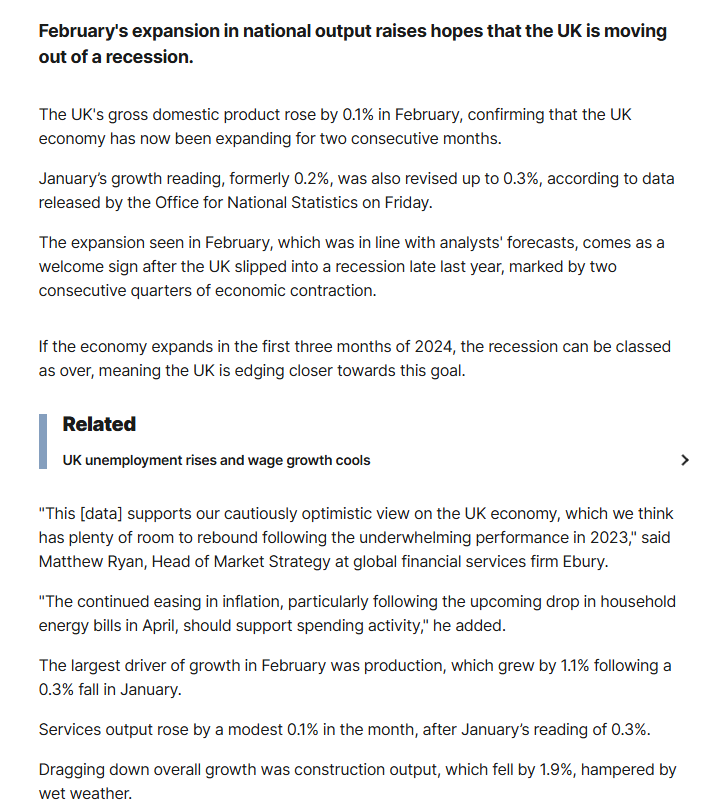 February's expansion in national output raises hopes that the UK is moving
out of a recession.
The UK's gross domestic product rose by 0.1% in February, confirming that the UK
economy has now been expanding for two consecutive months.
January’s growth reading, formerly 0.2%, was also revised up to 0.3%, according to data
released by the Office for National Statistics on Friday.
The expansion seen in February, which was in line with analysts' forecasts, comes as a
welcome sign after the UK slipped into a recession late last year, marked by two
consecutive quarters of economic contraction.
If the economy expands in the first three months of 2024, the recession can be classed
as over, meaning the UK is edging closer towards this goal.
Related
UK unemployment rises and wage growth cools
"This [data] supports our cautiously optimistic view on the UK economy, which we think
has plenty of room to rebound following the underwhelming performance in 2023," said
Matthew Ryan, Head of Market Strategy at global financial services firm Ebury.
"The continued easing in inflation, particularly following the upcoming drop in household
energy bills in April, should support spending activity," he added.
The largest driver of growth in February was production, which grew by 1.1% following a
0.3% fall in January.
Services output rose by a modest 0.1% in the month, after January’s reading of 0.3%.
Dragging down overall growth was construction output, which fell by 1.9%, hampered by
wet weather.